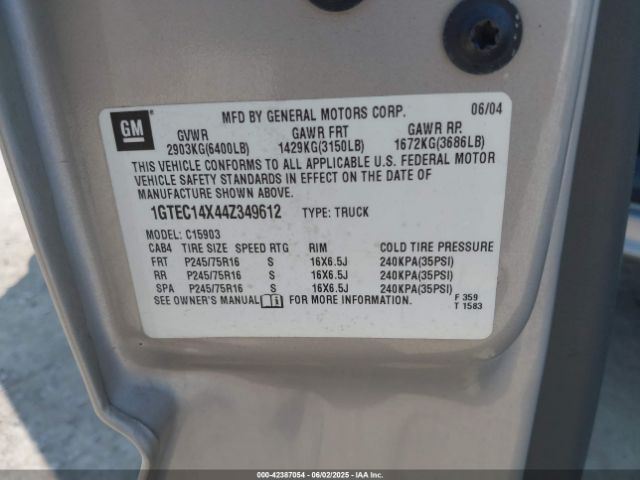 GM
MFD BY GENERAL MOTORS CORP. 06/04
GVWR GAWR FRT GAWR RR
2903KG(6400LB) 1429KG(3150LB) 1672KG(3686LB)
THIS VEHICLE CONFORMS TO ALL APPLICABLE U.S. FEDERAL MOTOR
VEHICLE SAFETY STANDARDS IN EFFECT ON THE DATE OF
MANUFACTURE SHOWN ABOVE.
1GTEC14X44Z349612 TYPE: TRUCK
MODEL: C15903
CAB4 TIRE SIZE SPEED RTG RIM COLD TIRE PRESSURE
FRT P245/75R16 S 16X6.5J 240KPA(35PSI)
RR P245/75R16 S 16X6.5J 240KPA(35PSI)
SPA P245/75R16 S 16X6.5J 240KPA(35PSI)
SEE OWNER'S MANUAL i FOR MORE INFORMATION.
F 359
T 1583
000-42387054 - 06/02/2025 - IAAI.COM